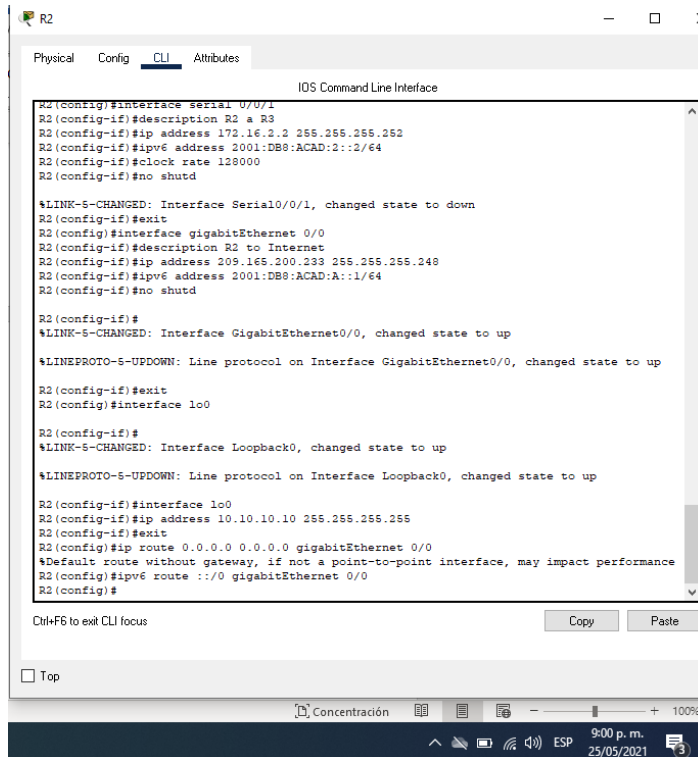 R2
Physical Config CLI Attributes
IOS Command Line Interface
R2(config)#interface serial 0/0/1
R2(config-if)#description R2 a R3
R2(config-if)#ip address 172.16.2.2 255.255.255.252
R2(config-if)#ipv6 address 2001:DB8:ACAD:2::2/64
R2(config-if)#clock rate 128000
R2(config-if)#no shutd
%LINK-5-CHANGED: Interface Serial0/0/1, changed state to down
R2(config-if)#exit
R2(config)#interface gigabitEthernet 0/0
R2(config-if)#description R2 to Internet
R2(config-if)#ip address 209.165.200.233 255.255.255.248
R2(config-if)#ipv6 address 2001:DB8:ACAD:A::1/64
R2(config-if)#no shutd
R2(config-if)#
%LINK-5-CHANGED: Interface GigabitEthernet0/0, changed state to up
%LINEPROTO-5-UPDOWN: Line protocol on Interface GigabitEthernet0/0, changed state to up
R2(config-if)#exit
R2(config)#interface lo0
R2(config-if)#
%LINK-5-CHANGED: Interface Loopback0, changed state to up
%LINEPROTO-5-UPDOWN: Line protocol on Interface Loopback0, changed state to up
R2(config-if)#interface lo0
R2(config-if)#ip address 10.10.10.10 255.255.255.255
R2(config-if)#exit
R2(config)#ip route 0.0.0.0 0.0.0.0 gigabitEthernet 0/0
%Default route without gateway, if not a point-to-point interface, may impact performance
R2(config)#ipv6 route ::/0 gigabitEthernet 0/0
R2(config)#
Ctrl+F6 to exit CLI focus
Copy Paste
Top
Concentración 100%
ESP 9:00 p. m.
25/05/2021 3